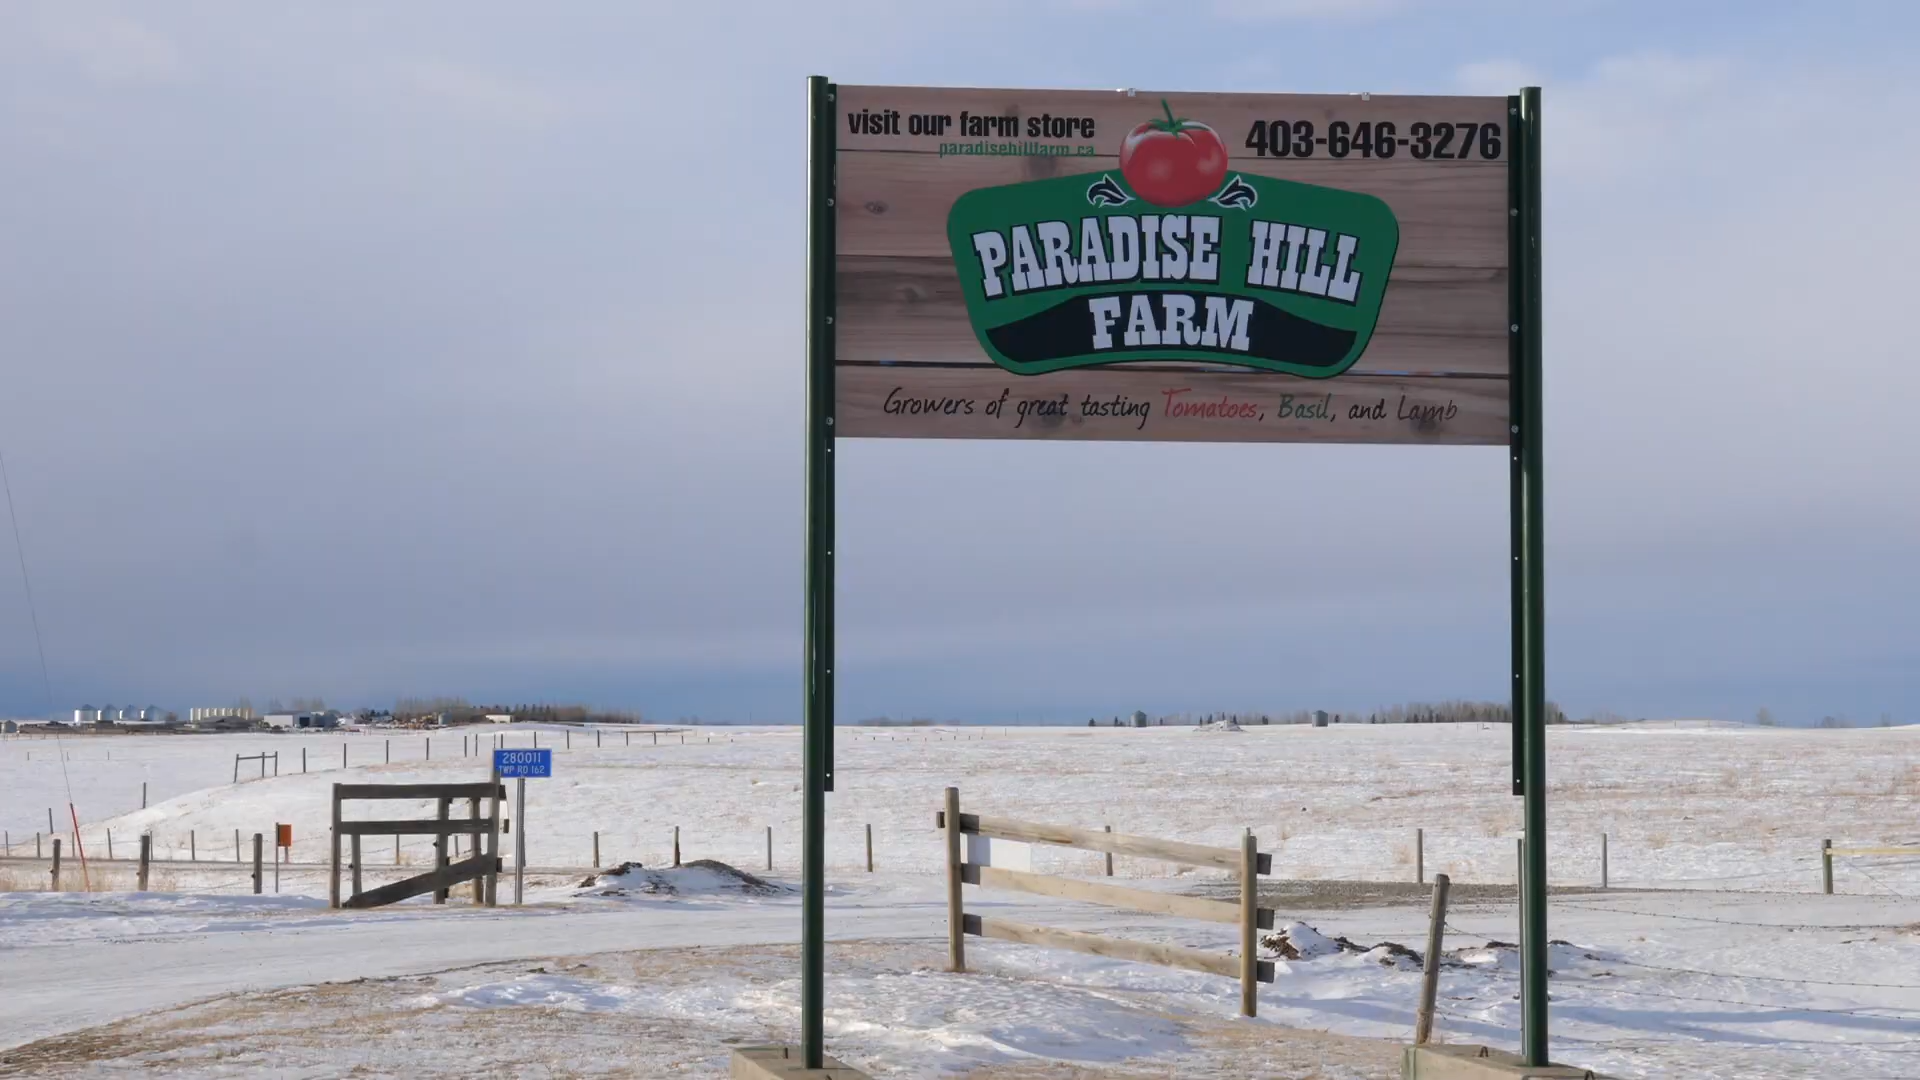 visit our farm store
paradisehillfarm.ca
403-646-3276
PARADISE HILL
FARM
Growers of great tasting Tomatoes, Basil, and Lamb
280011
TWP RD 162